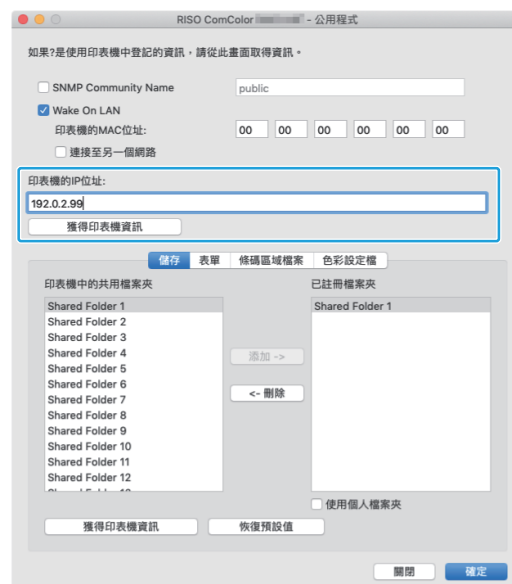 RISO ComColor - 公用程式
如果?是使用印表機中登記的資訊，請從此畫面取得資訊。
SNMP Community Name
public
Wake On LAN
印表機的MAC位址:
00 00 00 00 00 00
連接至另一個網路
印表機的IP位址:
192.0.2.99
獲得印表機資訊
儲存 表單 條碼區域檔案 色彩設定檔
印表機中的共用檔案夾
Shared Folder 1
Shared Folder 2
Shared Folder 3
Shared Folder 4
Shared Folder 5
Shared Folder 6
Shared Folder 7
Shared Folder 8
Shared Folder 9
Shared Folder 10
Shared Folder 11
Shared Folder 12
添加 ->
<- 刪除
已註冊檔案夾
Shared Folder 1
使用個人檔案夾
獲得印表機資訊
恢復預設值
關閉
確定